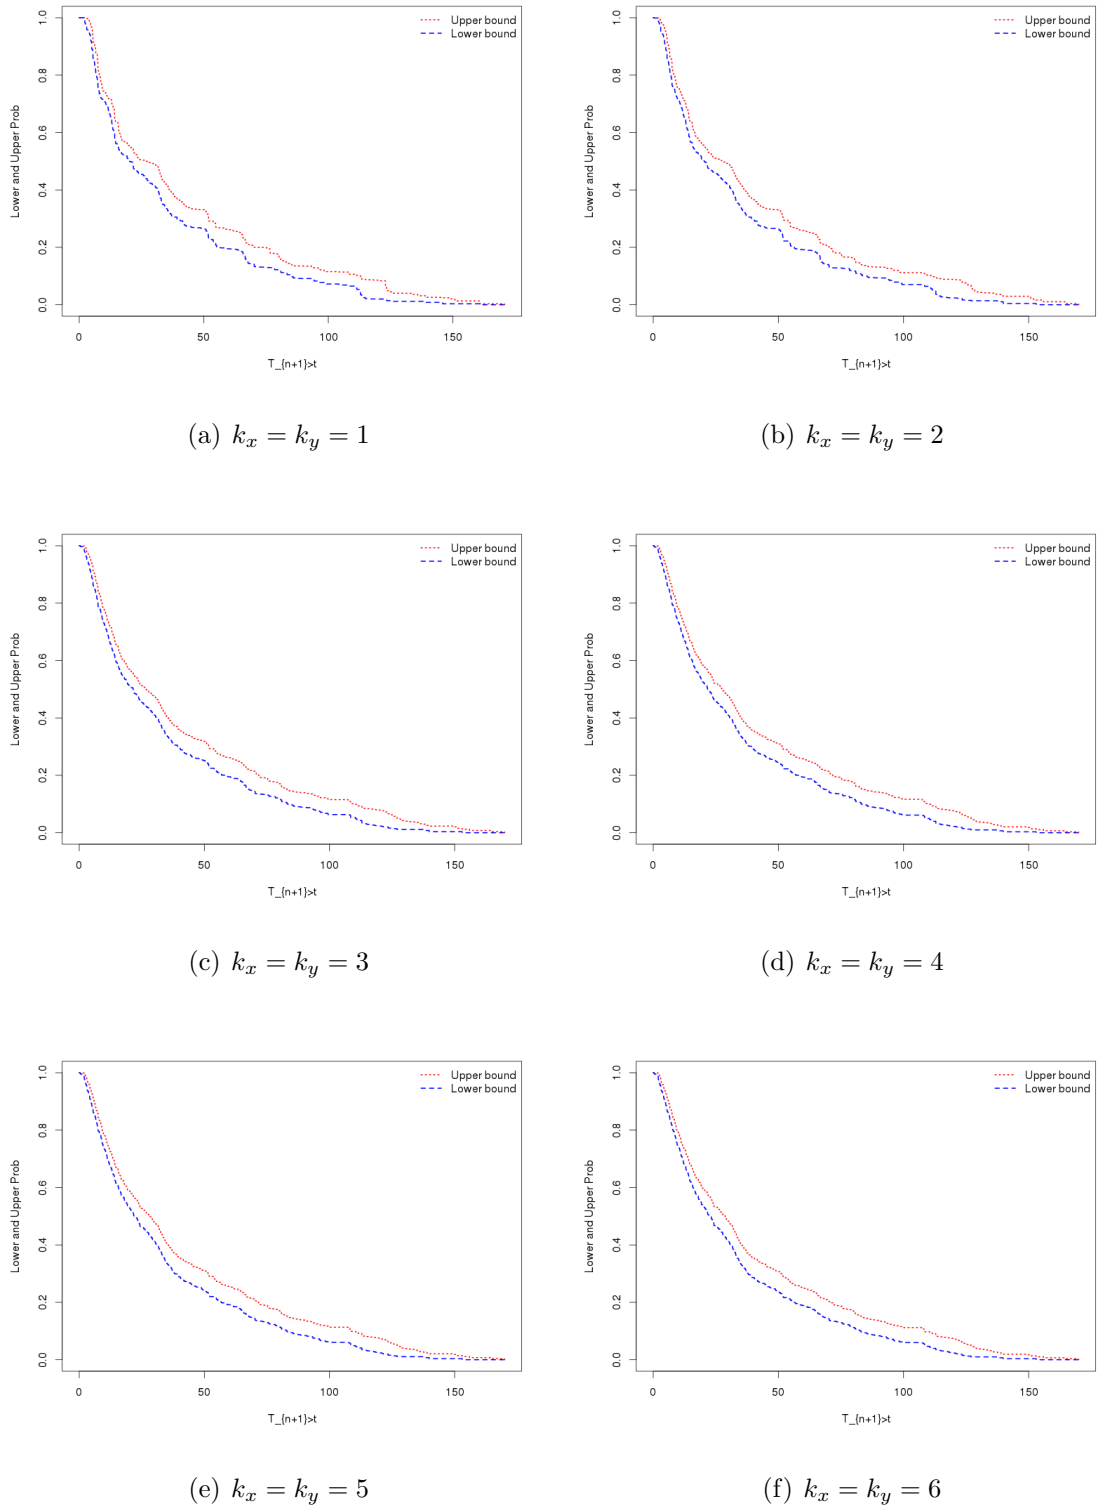 Lower and Upper Prob
1.0
0.8
0.6
0.4
0.2
0.0
Upper bound
Lower bound
0 50 100 150
T_{n+1}>t
(a) k_x = k_y = 1
Lower and Upper Prob
1.0
0.8
0.6
0.4
0.2
0.0
Upper bound
Lower bound
0 50 100 150
T_{n+1}>t
(b) k_x = k_y = 2
Lower and Upper Prob
1.0
0.8
0.6
0.4
0.2
0.0
Upper bound
Lower bound
0 50 100 150
T_{n+1}>t
(c) k_x = k_y = 3
Lower and Upper Prob
1.0
0.8
0.6
0.4
0.2
0.0
Upper bound
Lower bound
0 50 100 150
T_{n+1}>t
(d) k_x = k_y = 4
Lower and Upper Prob
1.0
0.8
0.6
0.4
0.2
0.0
Upper bound
Lower bound
0 50 100 150
T_{n+1}>t
(e) k_x = k_y = 5
Lower and Upper Prob
1.0
0.8
0.6
0.4
0.2
0.0
Upper bound
Lower bound
0 50 100 150
T_{n+1}>t
(f) k_x = k_y = 6